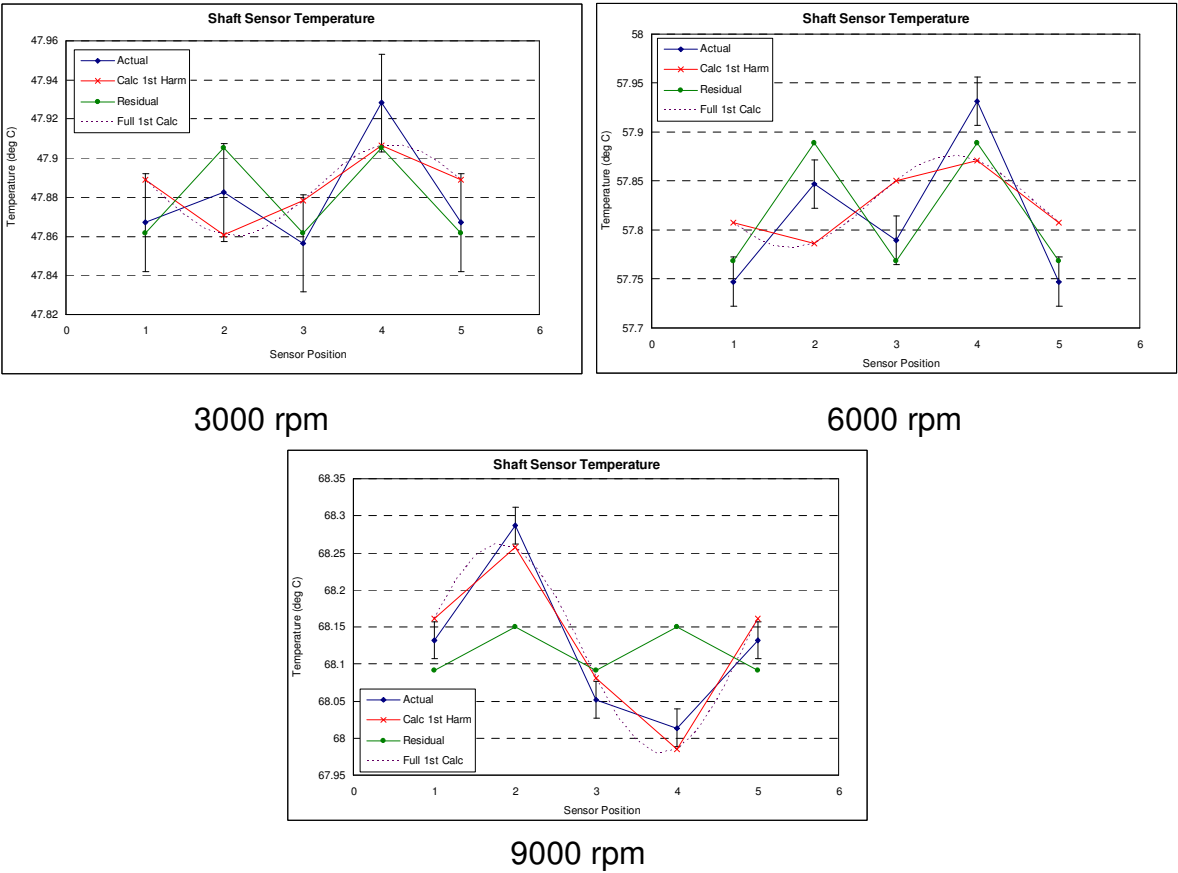 Shaft Sensor Temperature
47.96
47.94
47.92
47.9
47.88
47.86
47.84
47.82
Temperature (deg C)
Actual
Calc 1st Harm
Residual
Full 1st Calc
0 1 2 3 4 5 6
Sensor Position
3000 rpm
Shaft Sensor Temperature
58
57.95
57.9
57.85
57.8
57.75
57.7
Temperature (deg C)
Actual
Calc 1st Harm
Residual
Full 1st Calc
0 1 2 3 4 5 6
Sensor Position
6000 rpm
Shaft Sensor Temperature
68.35
68.3
68.25
68.2
68.15
68.1
68.05
68
67.95
Temperature (deg C)
Actual
Calc 1st Harm
Residual
Full 1st Calc
0 1 2 3 4 5 6
Sensor Position
9000 rpm